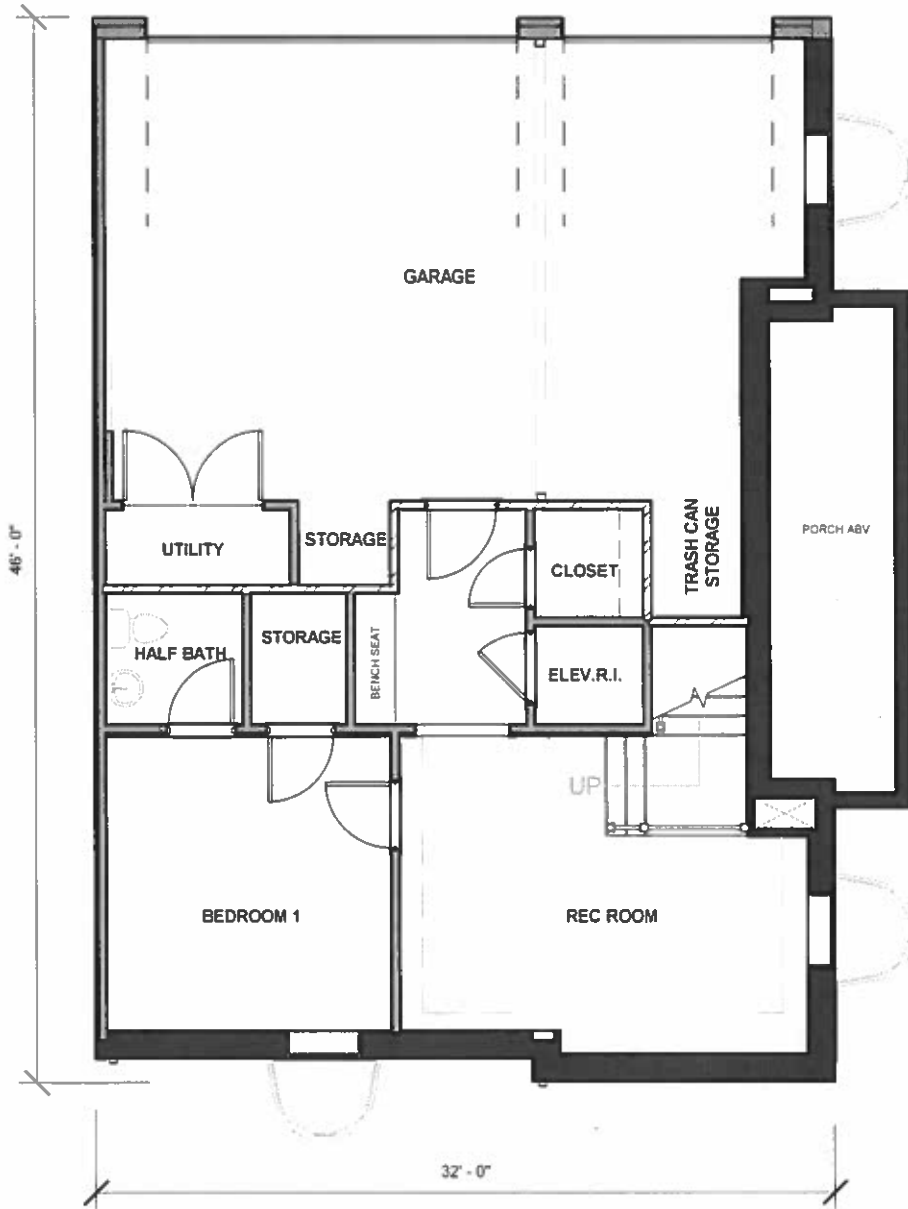 GARAGE
46' - 0"
UTILITY
STORAGE
CLOSET
TRASH CAN
STORAGE
PORCH ABV
HALF BATH
STORAGE
BENCH SEAT
ELEV.R.I.
UP
BEDROOM 1
REC ROOM
32' - 0"